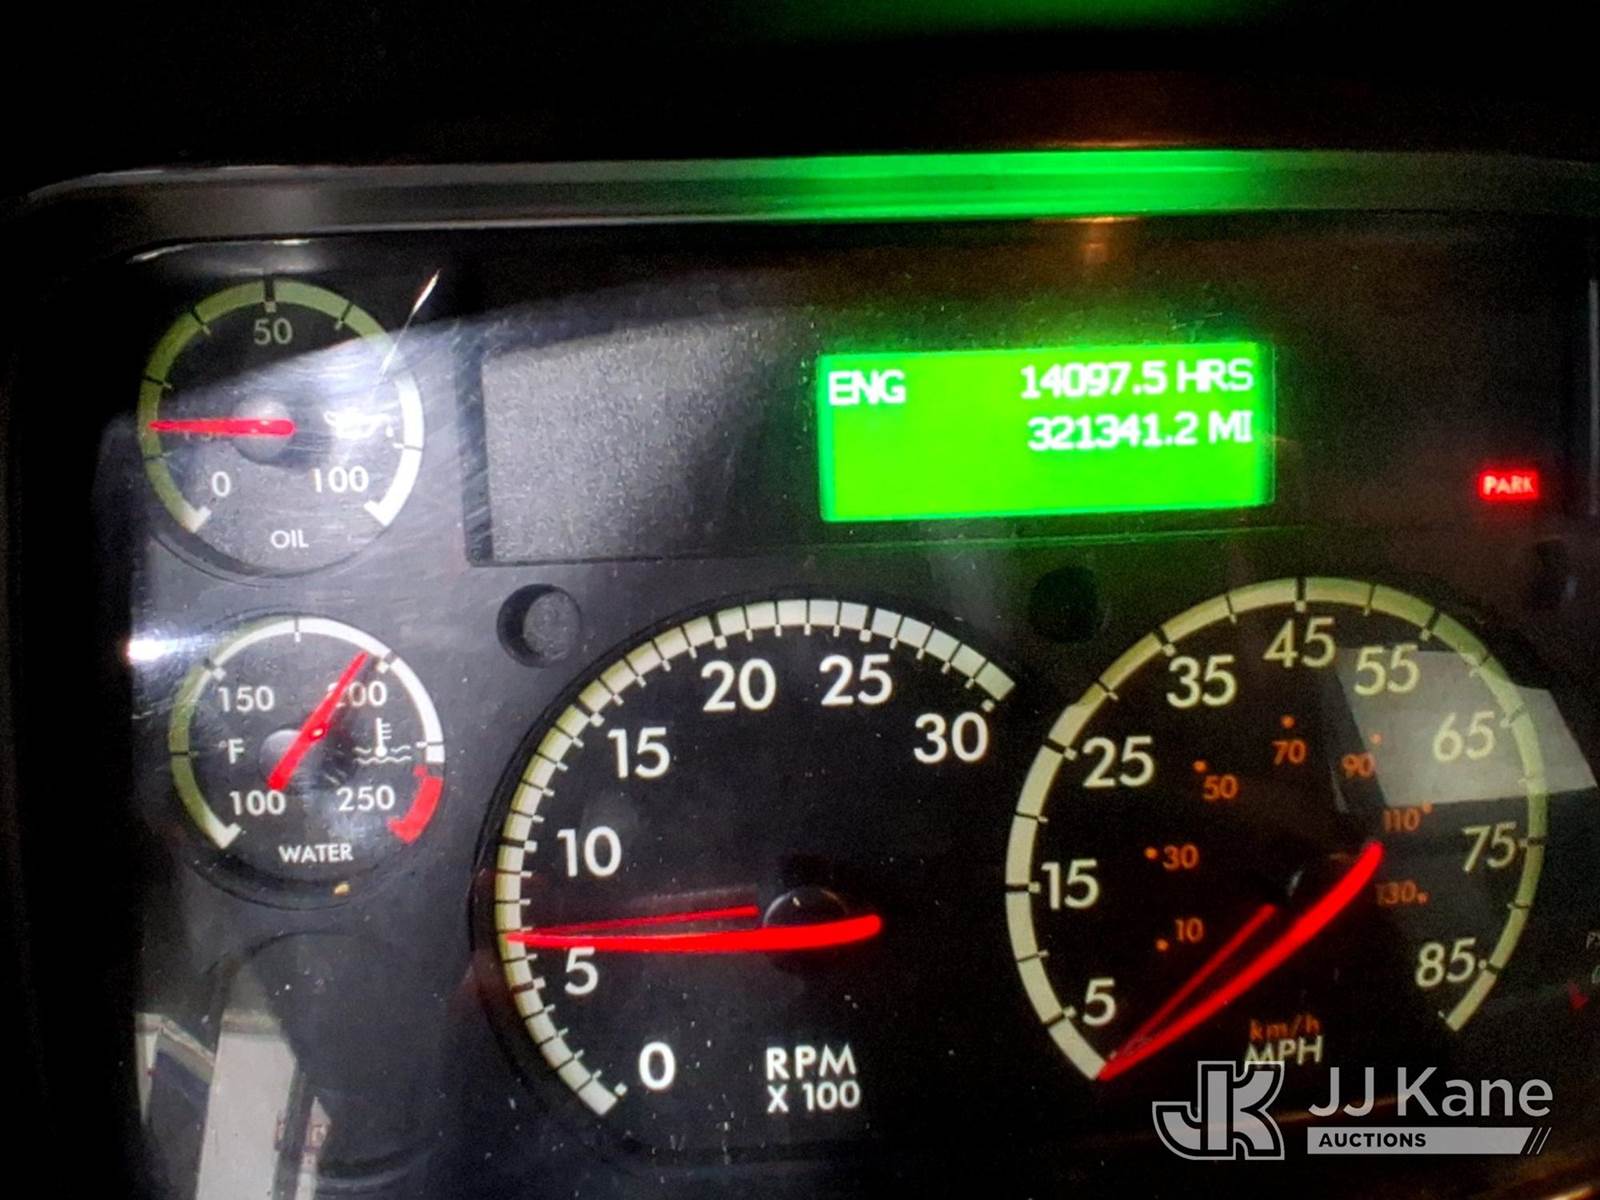 ENG 14097.5 HRS
321341.2 MI
PARK
50
0 100
OIL
150 200
°F
100 250
WATER
0 5 10 15 20 25 30
RPM
X 100
5 15 25 35 45 55 65 75 85
10 30 50 70 90 110 130
km/h
MPH
JK
JJ Kane
AUCTIONS